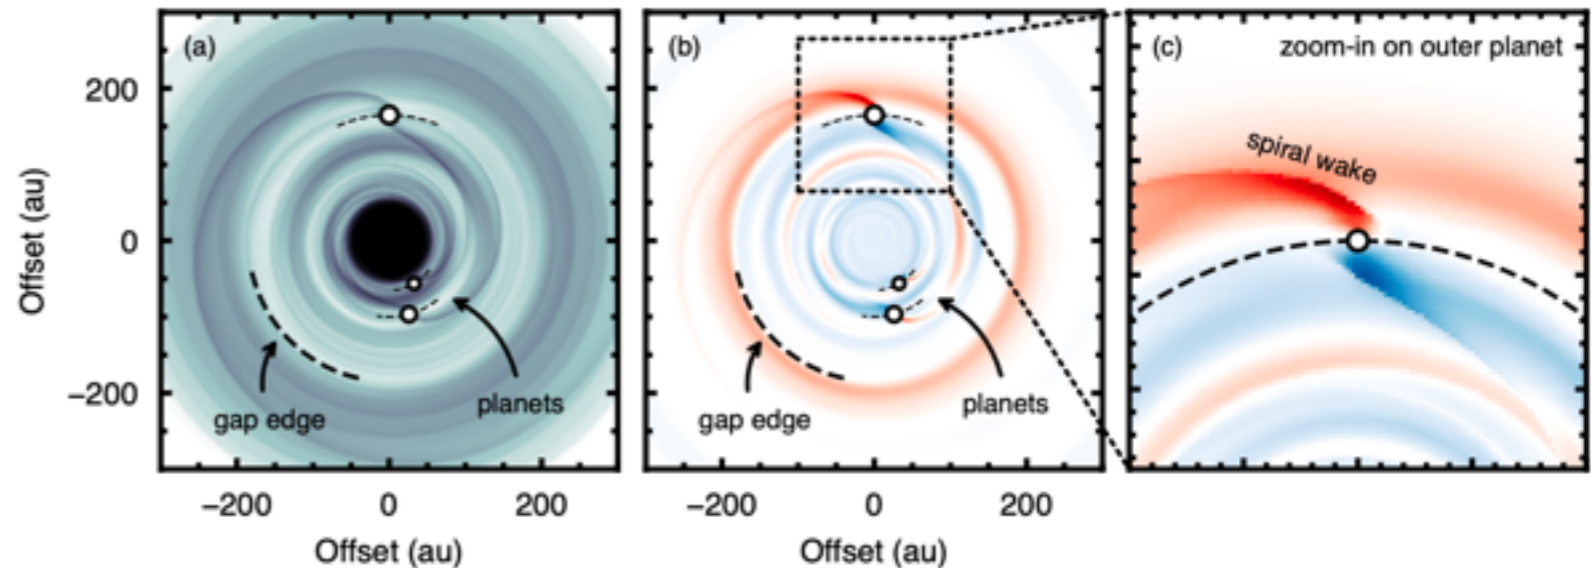 (a)
(b)
(c) zoom-in on outer planet
spiral wake
gap edge
planets
gap edge
planets
200
0
−200
Offset (au)
−200 0 200
−200 0 200
Offset (au)
Offset (au)